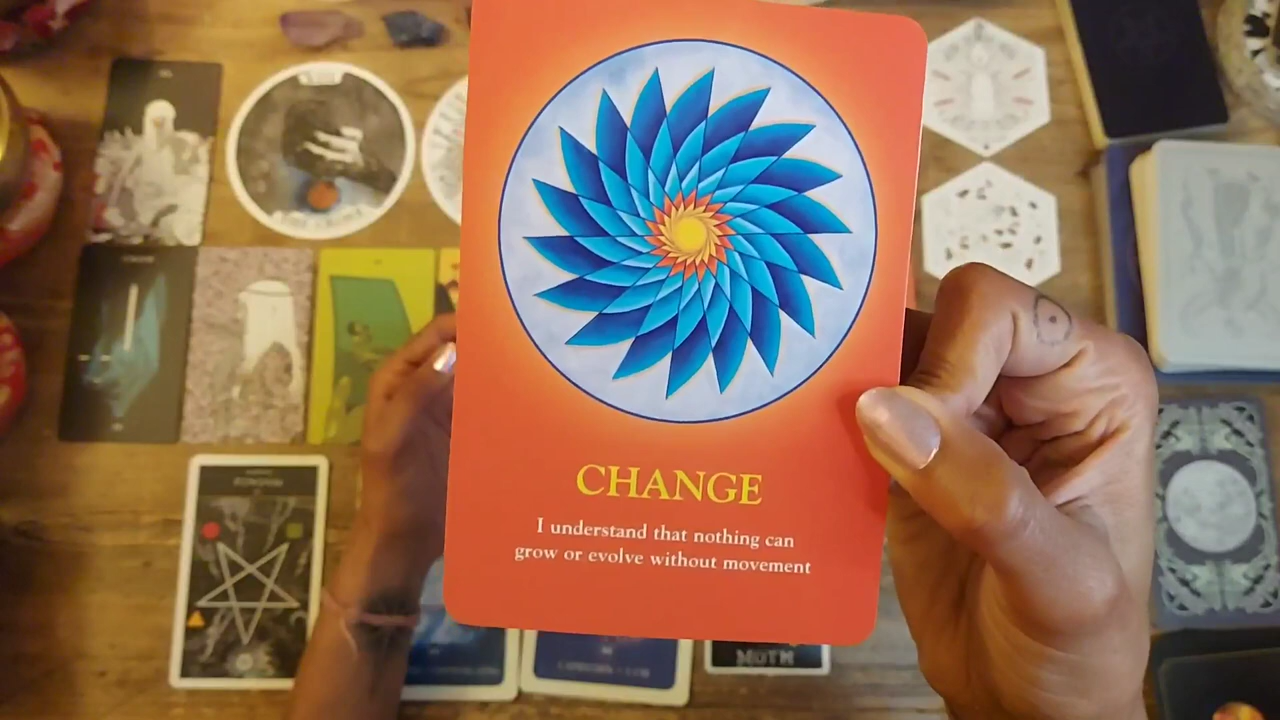 CHANGE
I understand that nothing can
grow or evolve without movement
MOTH